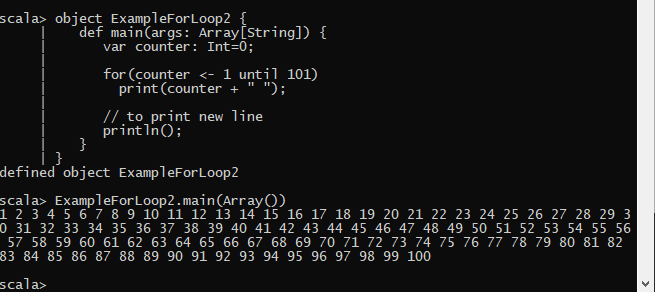 scala> object ExampleForLoop2 {
     |    def main(args: Array[String]) {
     |       var counter: Int=0;
     |
     |       for(counter <- 1 until 101)
     |         print(counter + " ");
     |
     |       // to print new line
     |       println();
     |    }
     | }
defined object ExampleForLoop2
scala> ExampleForLoop2.main(Array())
1 2 3 4 5 6 7 8 9 10 11 12 13 14 15 16 17 18 19 20 21 22 23 24 25 26 27 28 29 3
0 31 32 33 34 35 36 37 38 39 40 41 42 43 44 45 46 47 48 49 50 51 52 53 54 55 56
 57 58 59 60 61 62 63 64 65 66 67 68 69 70 71 72 73 74 75 76 77 78 79 80 81 82
83 84 85 86 87 88 89 90 91 92 93 94 95 96 97 98 99 100
scala>